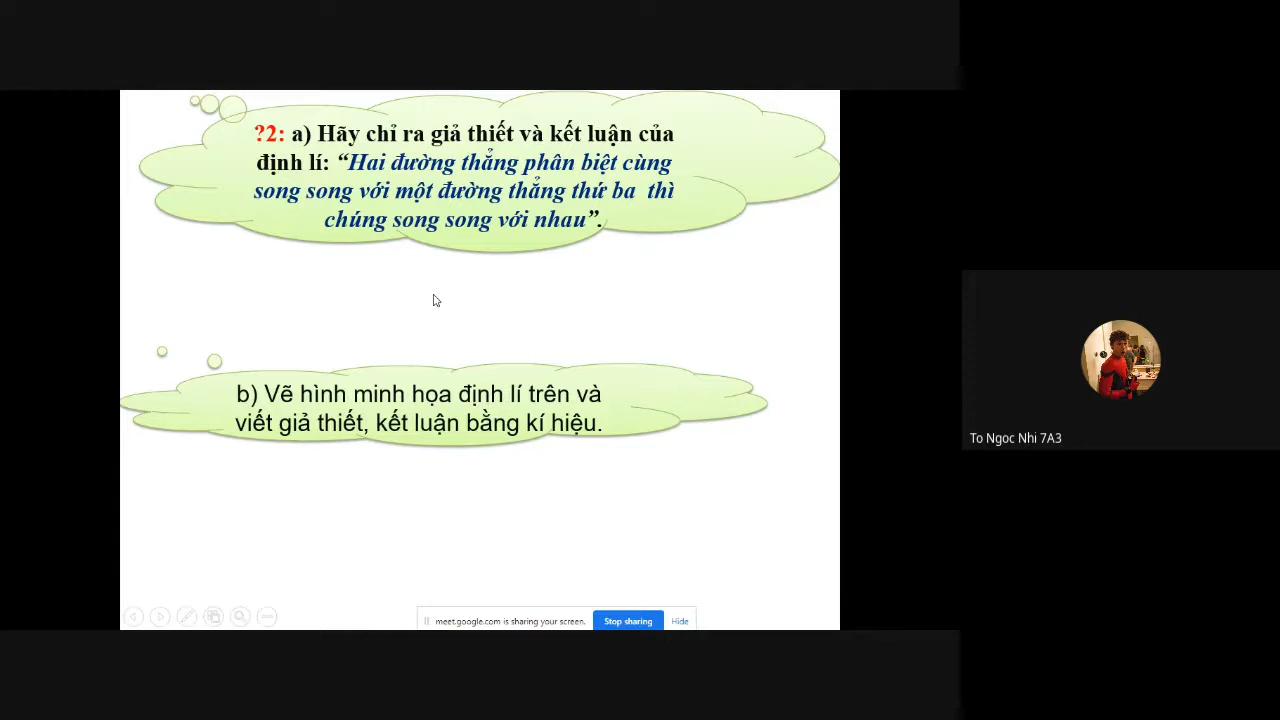 ?2: a) Hãy chỉ ra giả thiết và kết luận của
định lí: “Hai đường thẳng phân biệt cùng
song song với một đường thẳng thứ ba thì
chúng song song với nhau”.
b) Vẽ hình minh họa định lí trên và
viết giả thiết, kết luận bằng kí hiệu.
To Ngoc Nhi 7A3
meet.google.com is sharing your screen. Stop sharing Hide